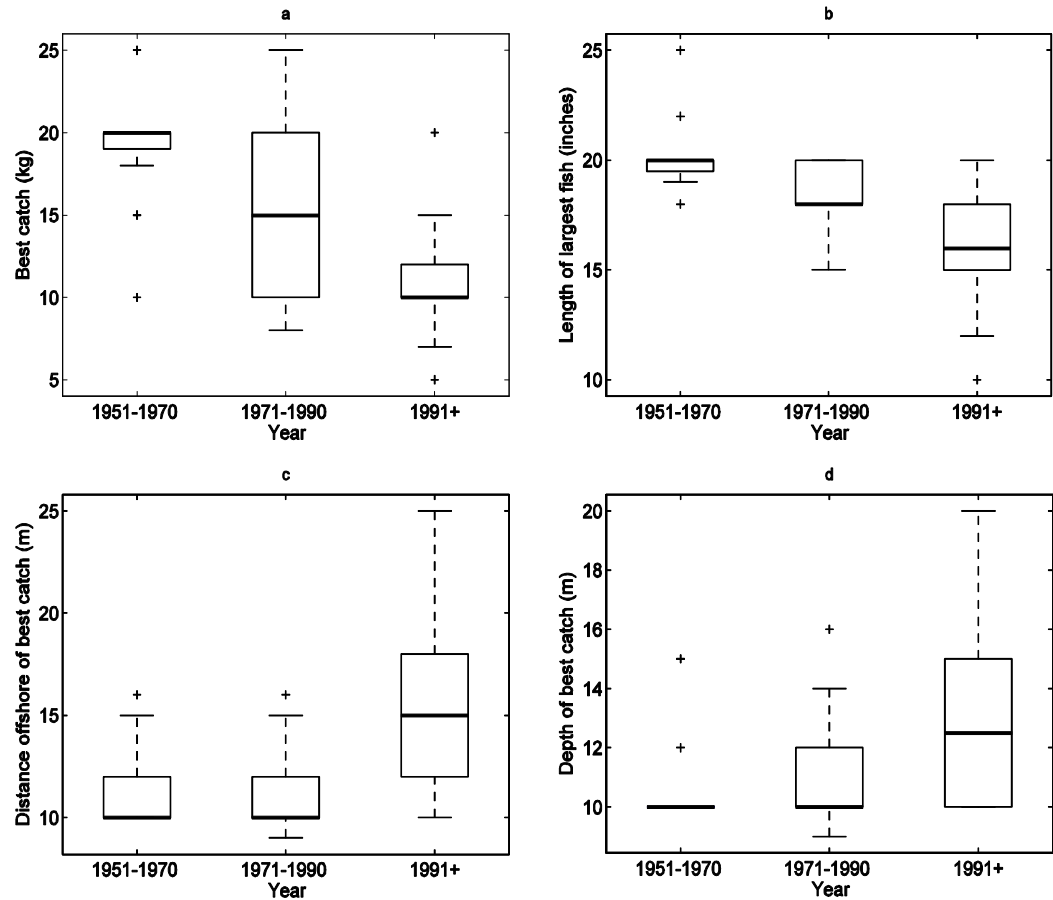 a
Best catch (kg)
25
20
15
10
5
1951-1970
1971-1990
1991+
Year
b
Length of largest fish (inches)
25
20
15
10
1951-1970
1971-1990
1991+
Year
c
Distance offshore of best catch (m)
25
20
15
10
1951-1970
1971-1990
1991+
Year
d
Depth of best catch (m)
20
18
16
14
12
10
1951-1970
1971-1990
1991+
Year